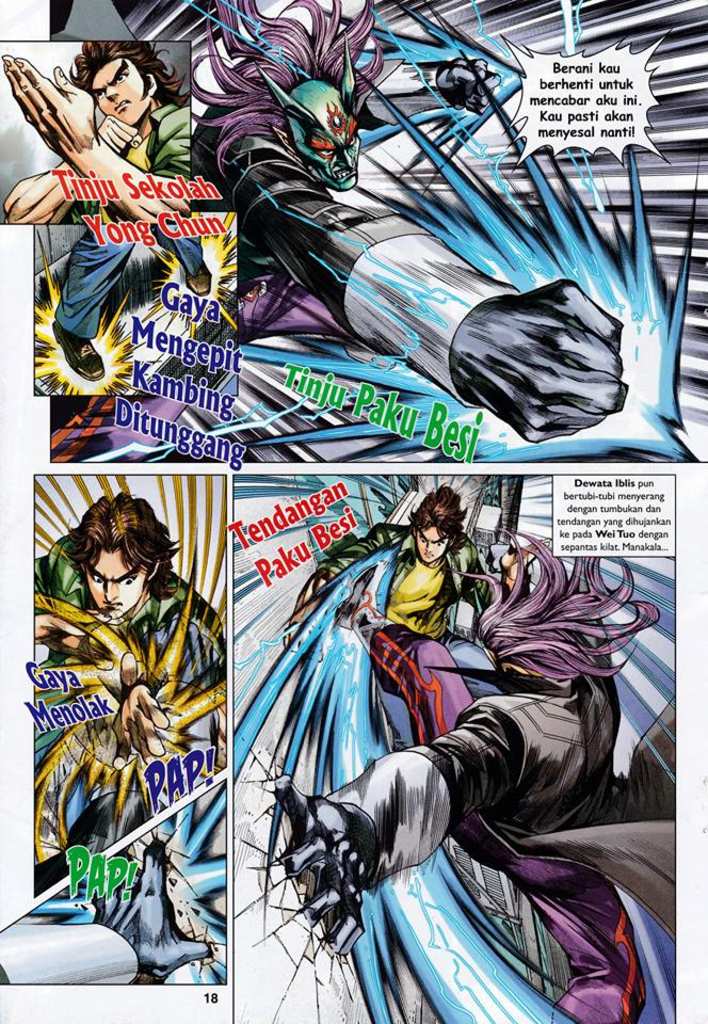 Berani kau
berhenti untuk
mencabar aku ini.
Kau pasti akan
menyesal nanti!
Tinju Sekolah
Yong Chun
Gaya
Mengepit
Kambing
Ditunggang
Tinju Paku Besi
Gaya
Menolak
PAP!
PAP!
Tendangan
Paku Besi
Dewata Iblis pun
bertubi-tubi menyerang
dengan tumbukan dan
tendangan yang dihujankan
ke pada Wei Tuo dengan
sepantas kilat. Manakala...
18